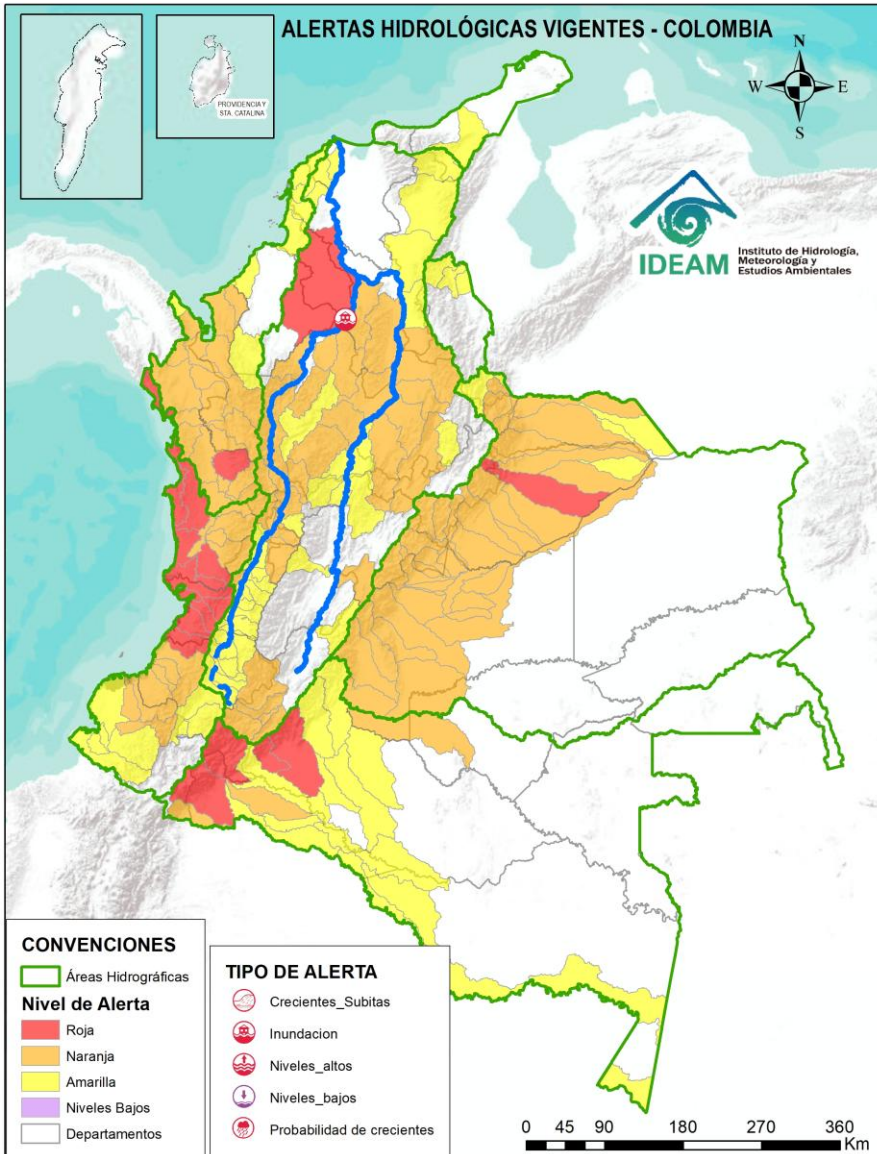 ALERTAS HIDROLÓGICAS VIGENTES - COLOMBIA
PROVIDENCIA Y
STA. CATALINA
N
W
E
S
IDEAM
Instituto de Hidrología,
Meteorología y
Estudios Ambientales
CONVENCIONES
Áreas Hidrográficas
Nivel de Alerta
Roja
Naranja
Amarilla
Niveles Bajos
Departamentos
TIPO DE ALERTA
Crecientes_Subitas
Inundacion
Niveles_altos
Niveles_bajos
Probabilidad de crecientes
0 45 90 180 270 360
Km